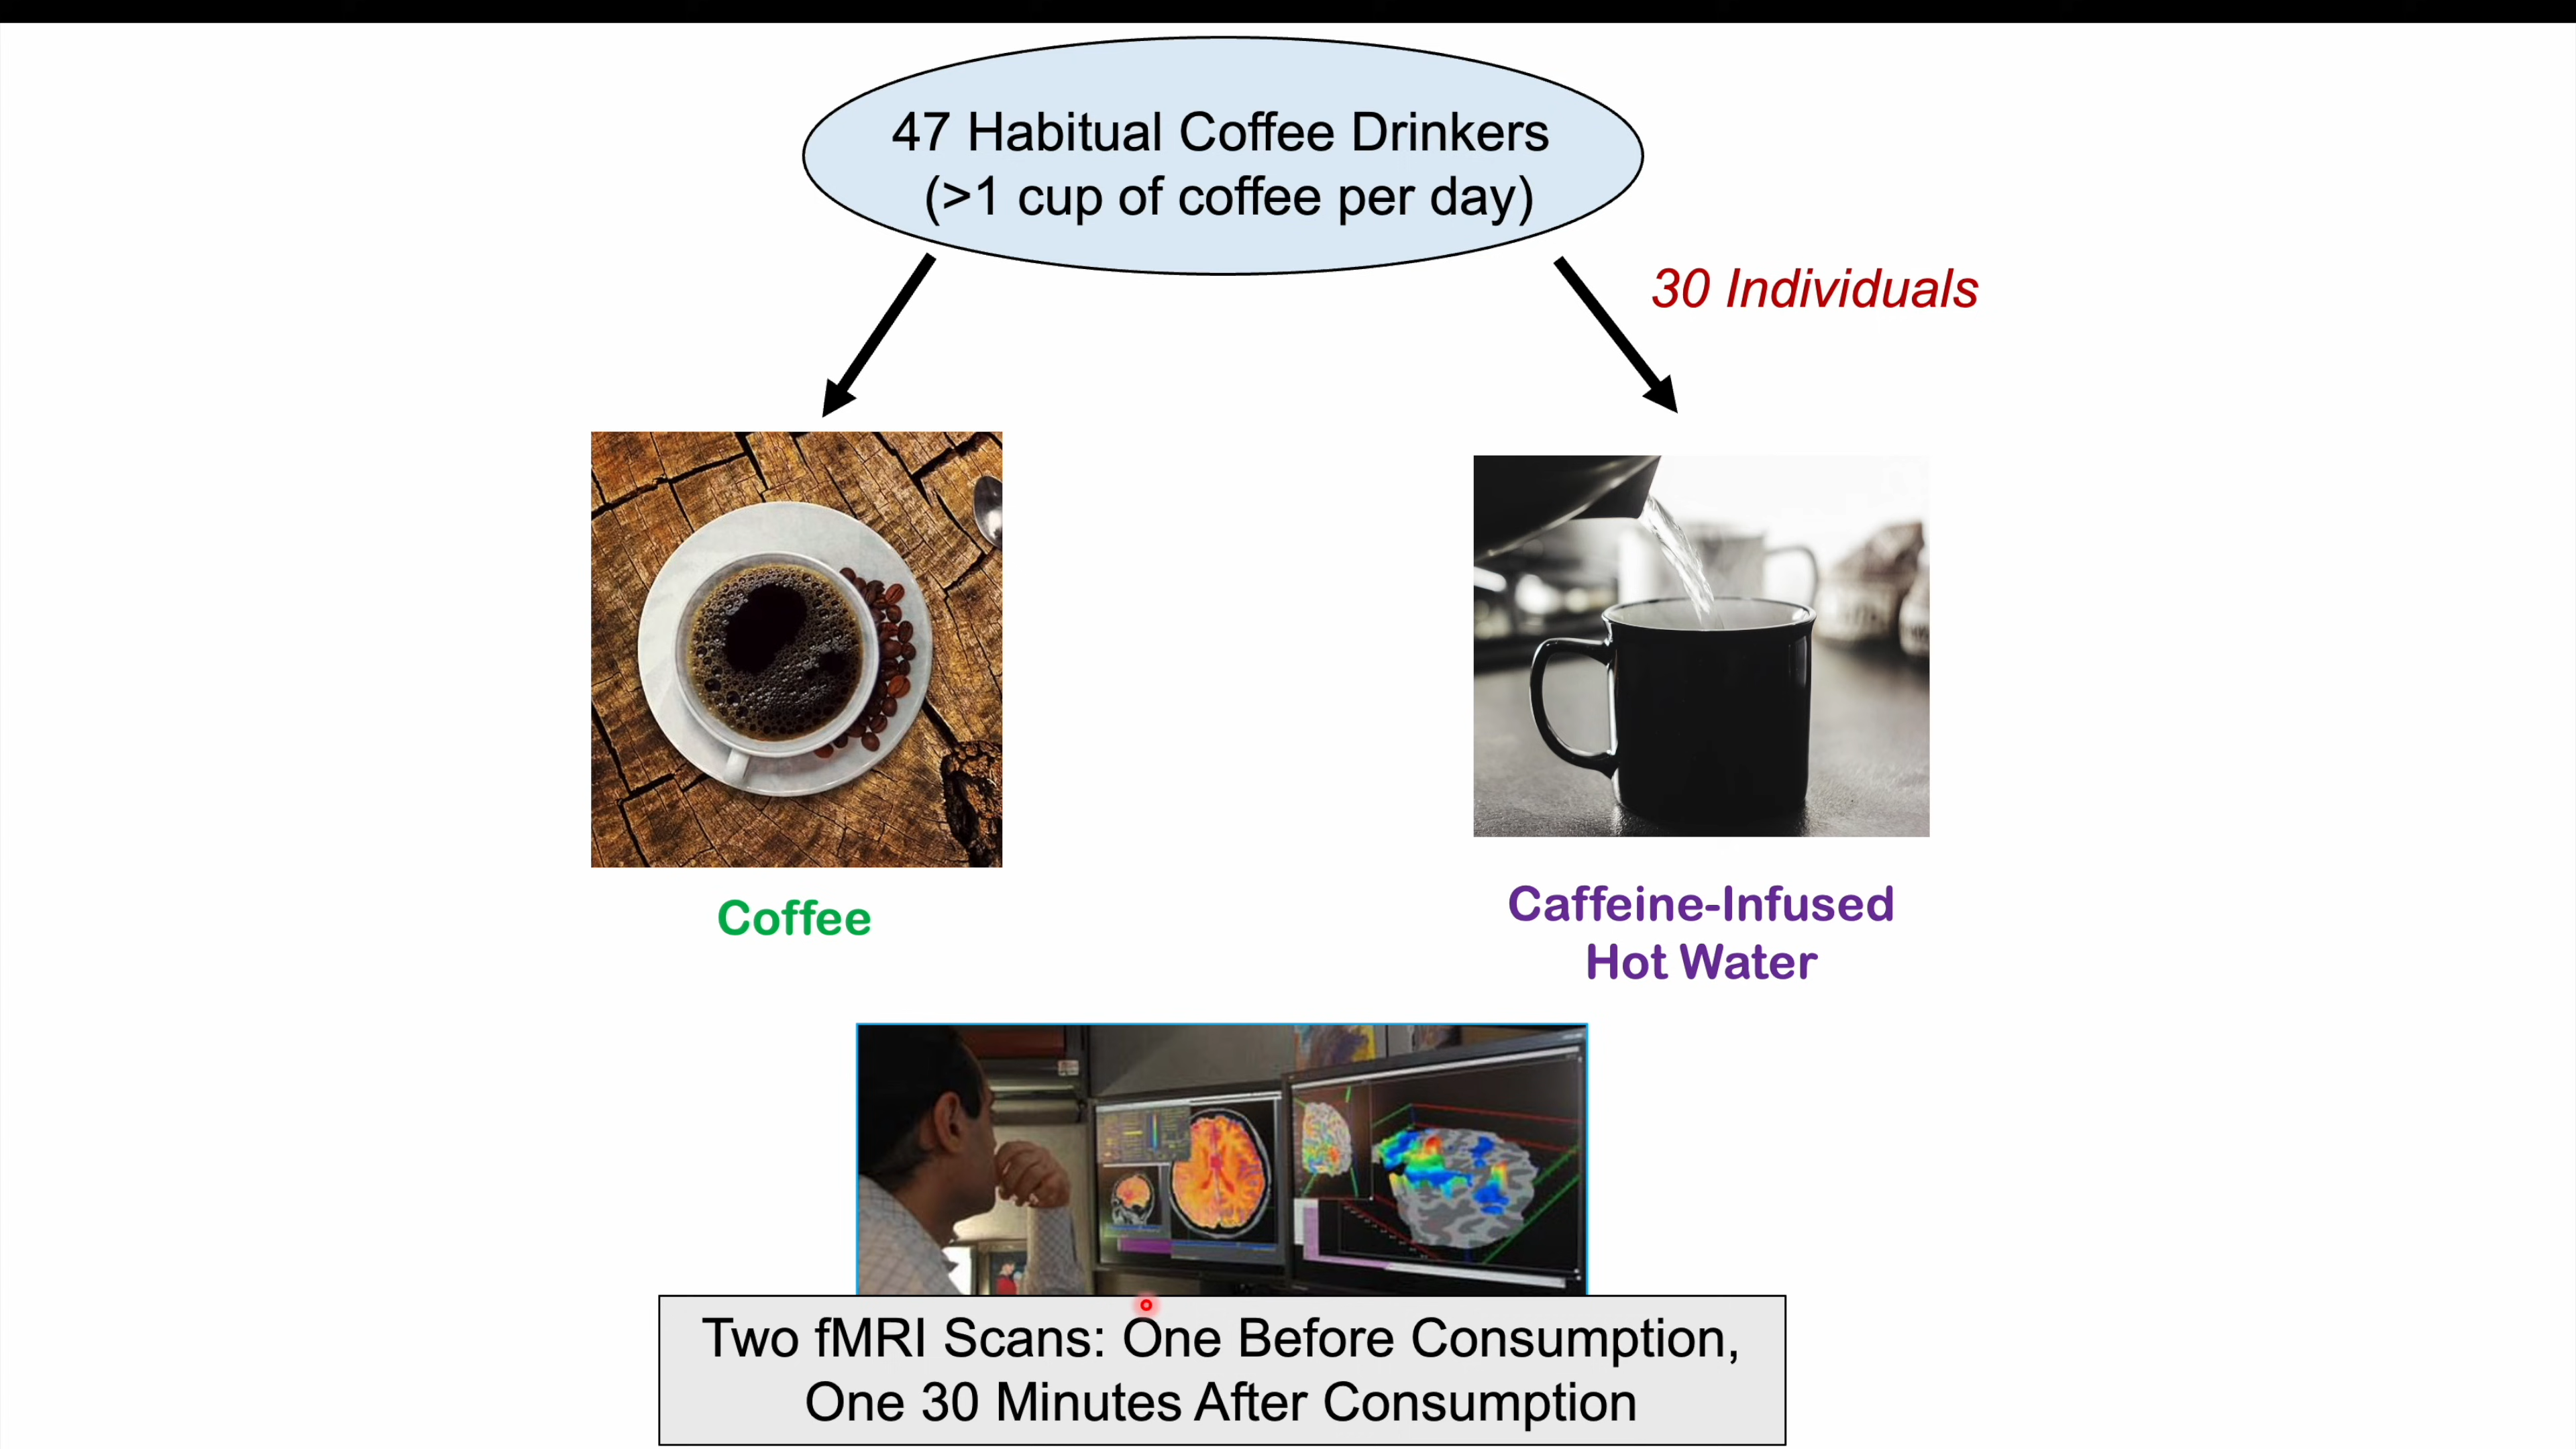 47 Habitual Coffee Drinkers
(>1 cup of coffee per day)
30 Individuals
Coffee
Caffeine-Infused
Hot Water
Two fMRI Scans: One Before Consumption,
One 30 Minutes After Consumption